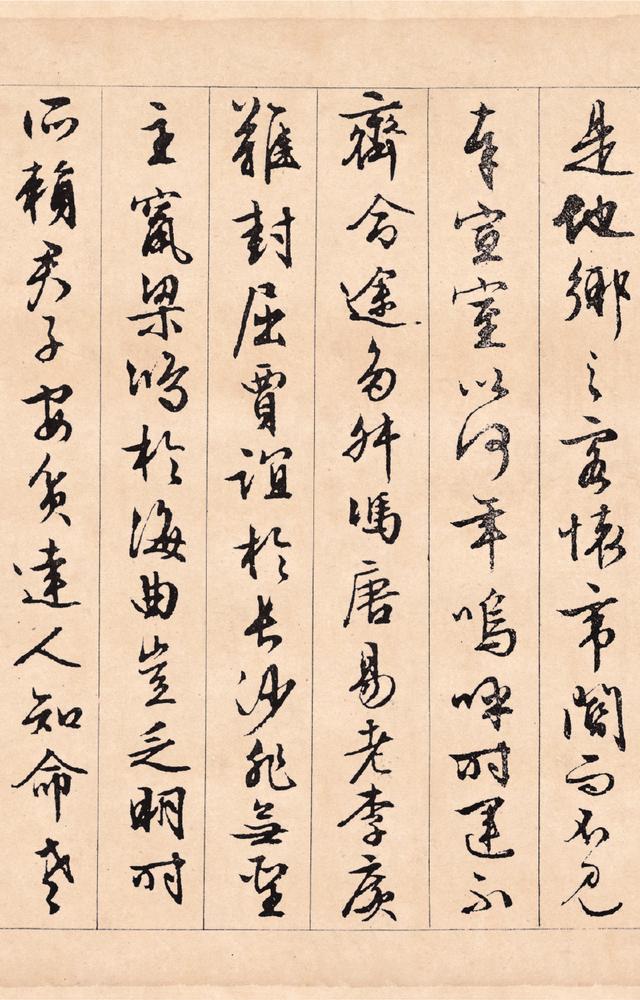 是他鄉之客懷帝閽而不見
奉宣室以何年嗚呼時運不
齊命途多舛馮唐易老李廣
難封屈賈誼於長沙非無聖
主竄梁鴻於海曲豈乏明時
所賴君子安貧達人知命老